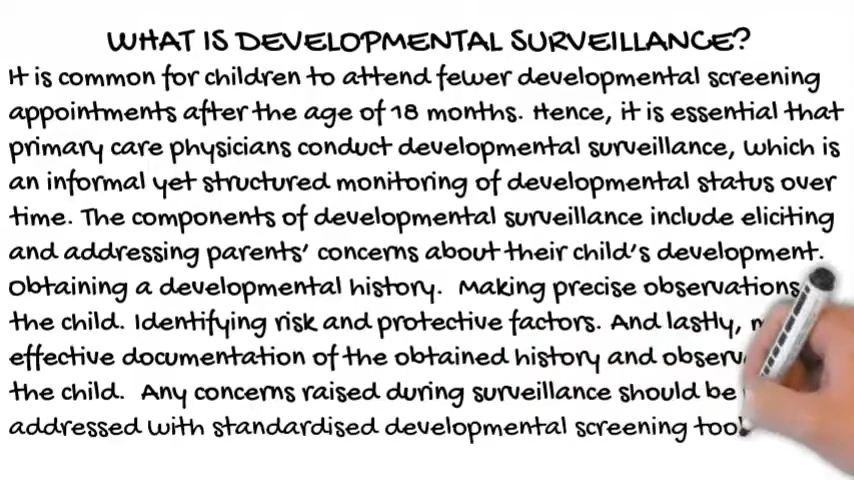 WHAT IS DEVELOPMENTAL SURVEILLANCE?
It is common for children to attend fewer developmental screening
appointments after the age of 18 months. Hence, it is essential that
primary care physicians conduct developmental surveillance, which is
an informal yet structured monitoring of developmental status over
time. The components of developmental surveillance include eliciting
and addressing parents' concerns about their child's development.
Obtaining a developmental history. Making precise observations
the child. Identifying risk and protective factors. And lastly,
effective documentation of the obtained history and
the child. Any concerns raised during surveillance should be
addressed with standardised developmental screening